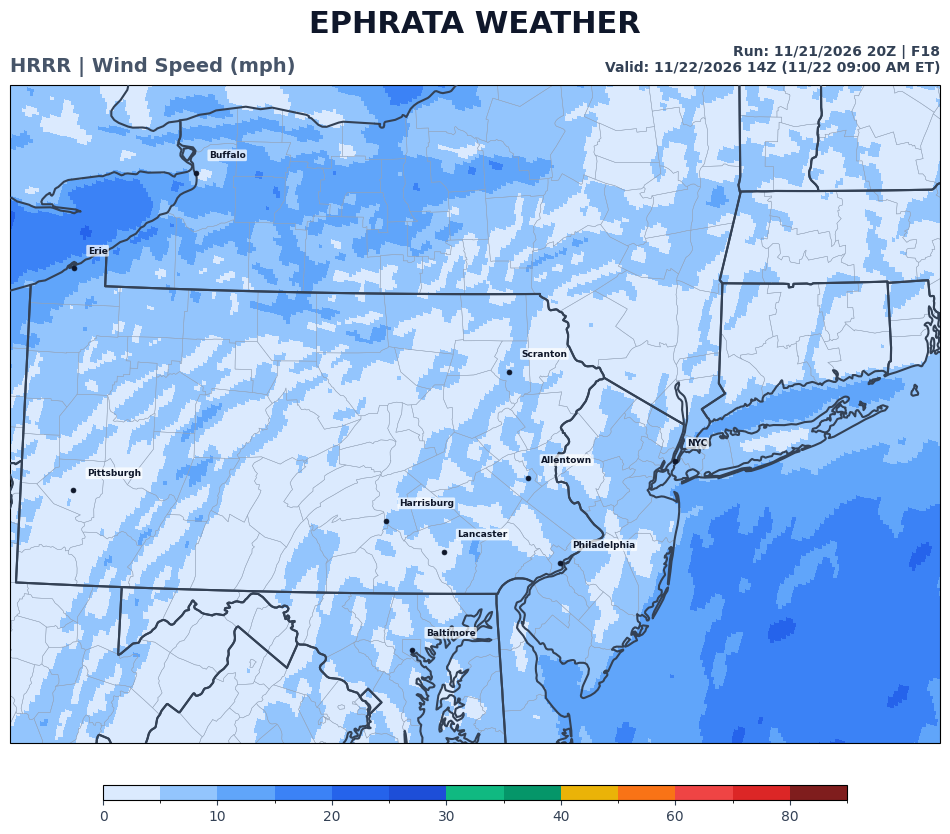 EPHRATA WEATHER
HRRR | Wind Speed (mph)
Run: 11/21/2026 20Z | F18
Valid: 11/22/2026 14Z (11/22 09:00 AM ET)
Buffalo
Erie
Scranton
NYC
Allentown
Pittsburgh
Harrisburg
Lancaster
Philadelphia
Baltimore
0 10 20 30 40 50 60 70 80